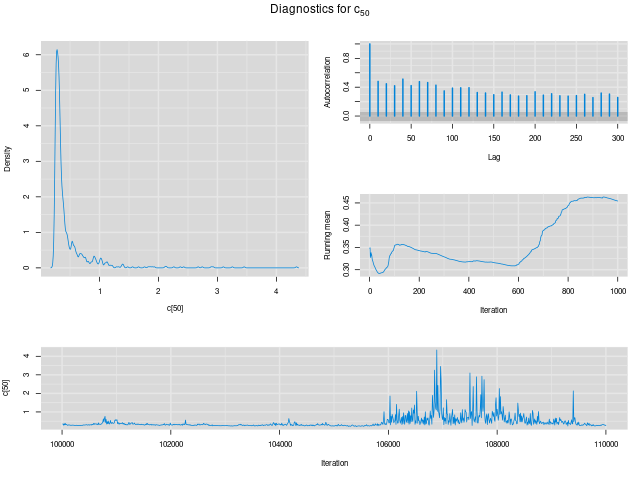 Diagnostics for c50
Density
0
1
2
3
4
5
6
1 2 3 4
c[50]
Autocorrelation
0.0
0.4
0.8
0 50 100 150 200 250 300
Lag
Running mean
0.30
0.35
0.40
0.45
0 200 400 600 800 1000
Iteration
c[50]
1
2
3
4
100000 102000 104000 106000 108000 110000
Iteration